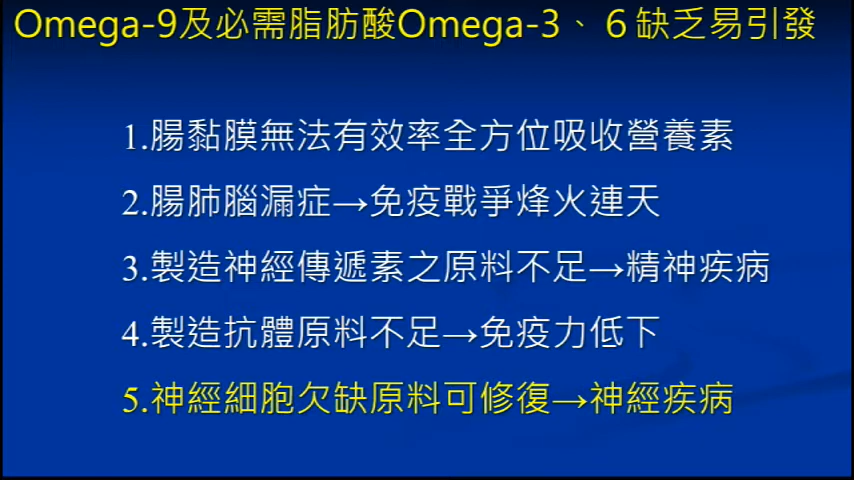 Omega-9及必需脂肪酸Omega-3、6缺乏易引發
1.腸黏膜無法有效率全方位吸收營養素
2.腸肺腦漏症→免疫戰爭烽火連天
3.製造神經傳遞素之原料不足→精神疾病
4.製造抗體原料不足→免疫力低下
5.神經細胞欠缺原料可修復→神經疾病